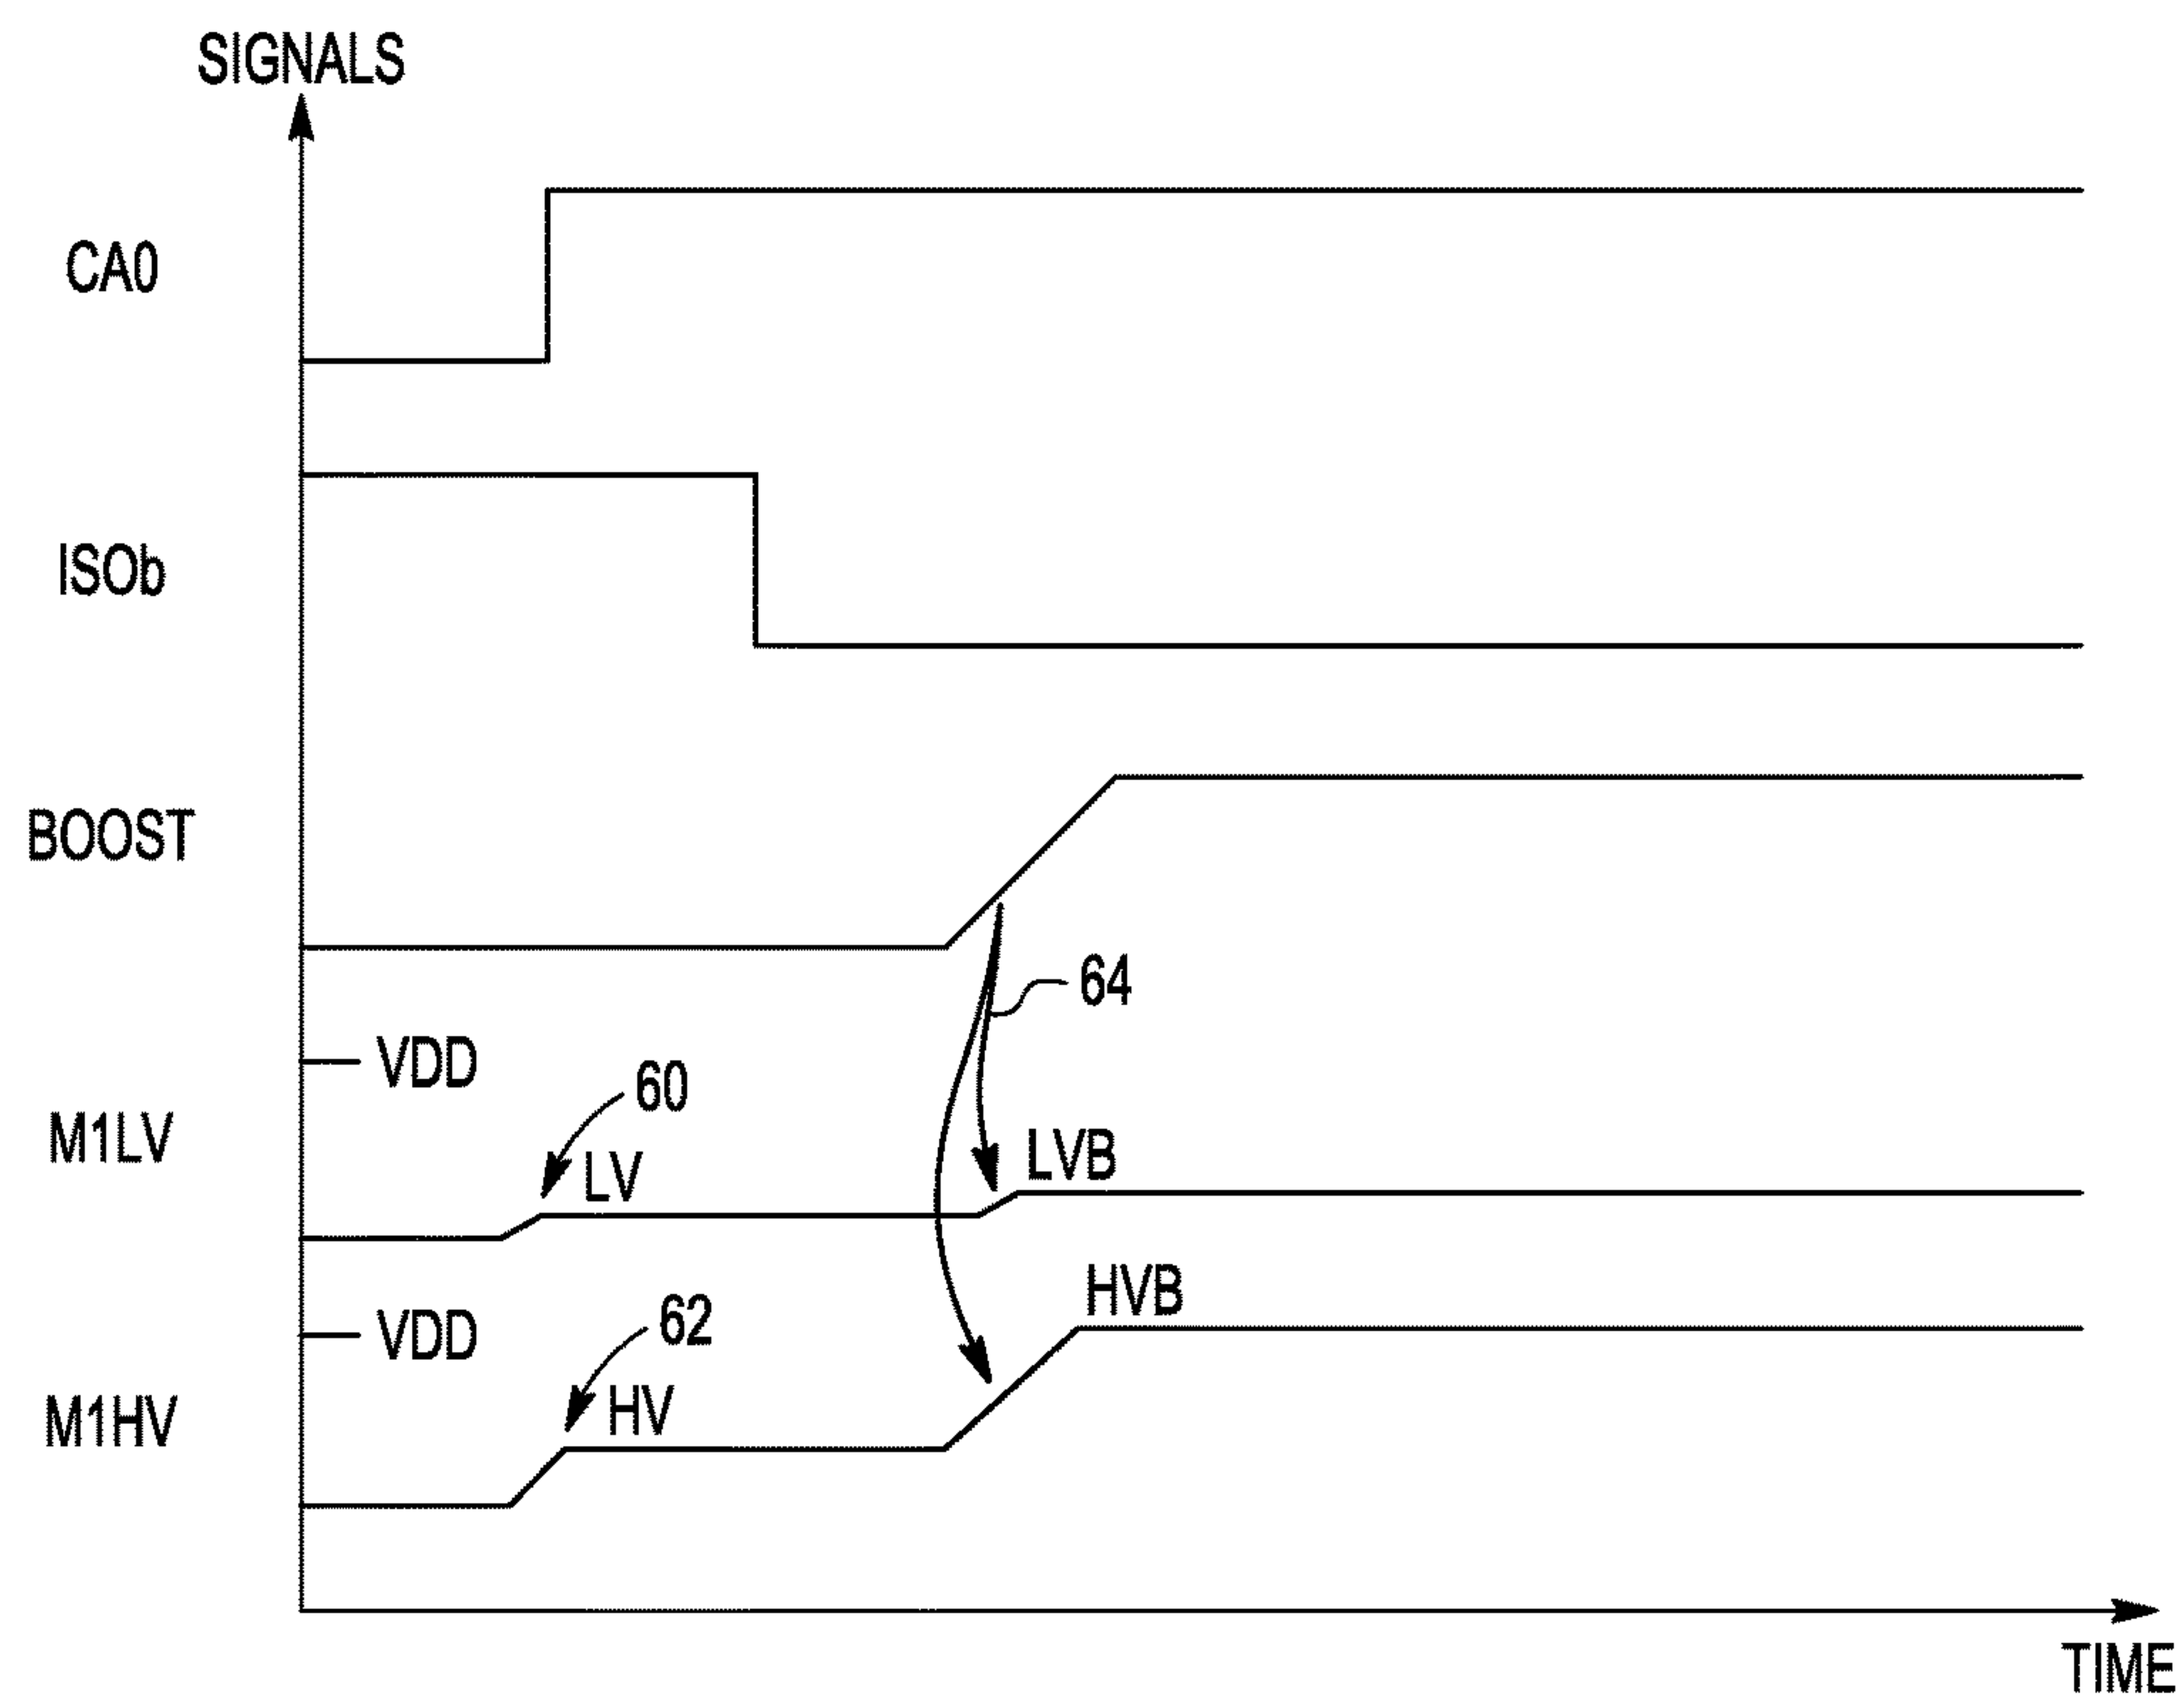 SIGNALS
CA0
ISOb
BOOST
64
VDD
60
M1LV
LV
LVB
HVB
VDD
62
M1HV
HV
TIME